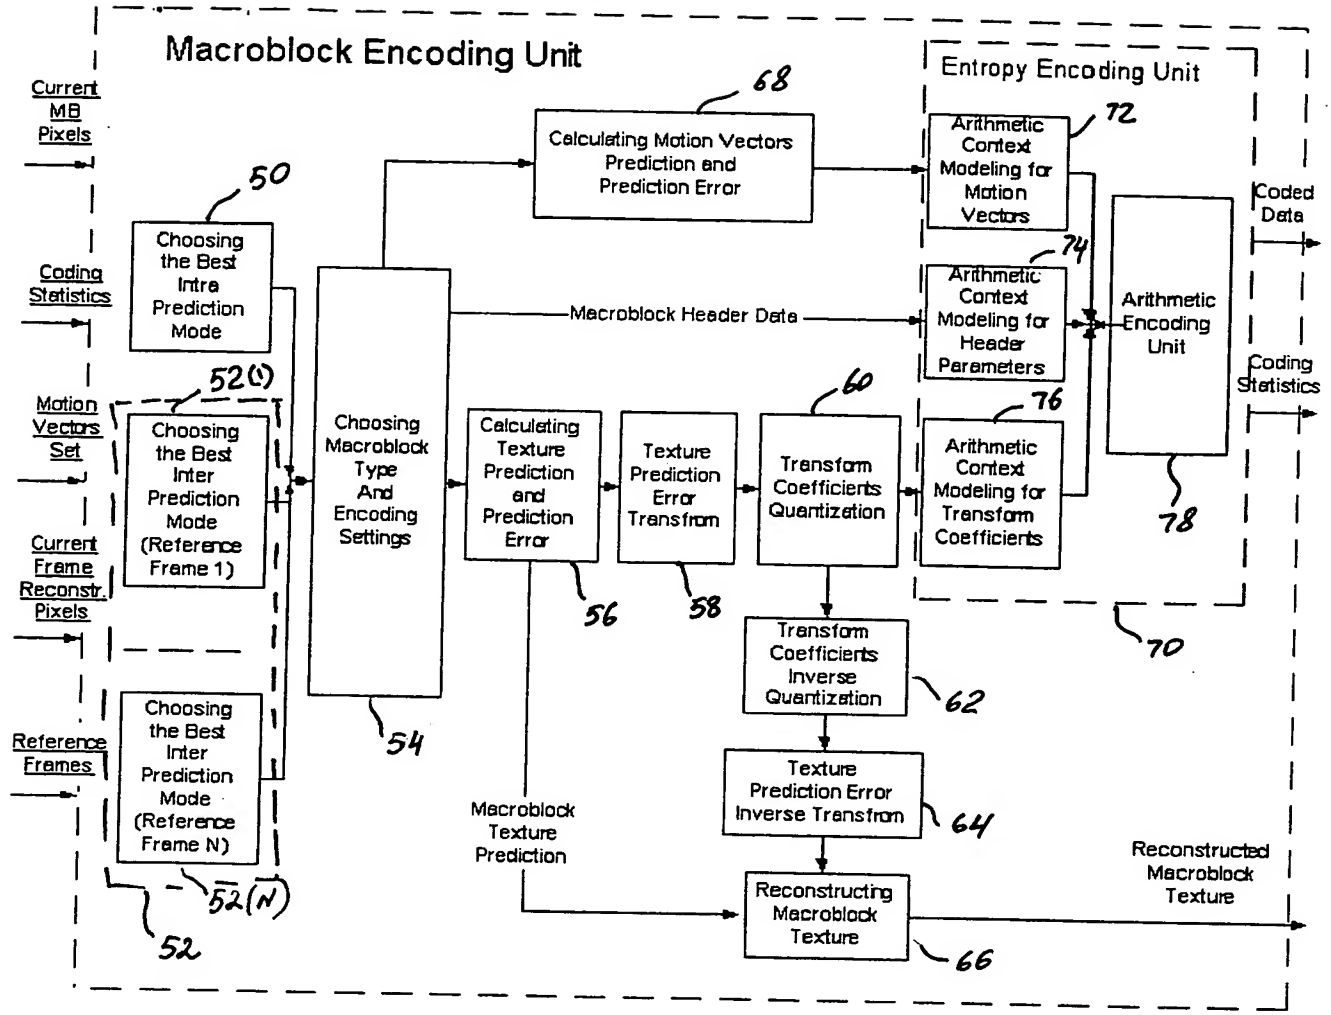 Macroblock Encoding Unit
Entropy Encoding Unit
Current
MB
Pixels
Coding
Statistics
Motion
Vectors
Set
Current
Frame
Reconstr.
Pixels
Reference
Frames
50
Choosing
the Best
Intra
Prediction
Mode
52(1)
Choosing
the Best
Inter
Prediction
Mode
(Reference
Frame 1)
Choosing
the Best
Inter
Prediction
Mode
(Reference
Frame N)
52(N)
52
Choosing
Macroblock
Type
And
Encoding
Settings
54
68
Calculating Motion Vectors
Prediction and
Prediction Error
Macroblock Header Data
Calculating
Texture
Prediction
and
Prediction
Error
56
Texture
Prediction
Error
Transfrom
58
60
Transform
Coefficients
Quantization
Transform
Coefficients
Inverse
Quantization
62
Texture
Prediction Error
Inverse Transfrom
64
Macroblock
Texture
Prediction
Reconstructing
Macroblock
Texture
66
72
Arithmetic
Context
Modeling for
Motion
Vectors
74
Arithmetic
Context
Modeling for
Header
Parameters
76
Arithmetic
Context
Modeling for
Transform
Coefficients
Arithmetic
Encoding
Unit
78
70
Coded
Data
Coding
Statistics
Reconstructed
Macroblock
Texture